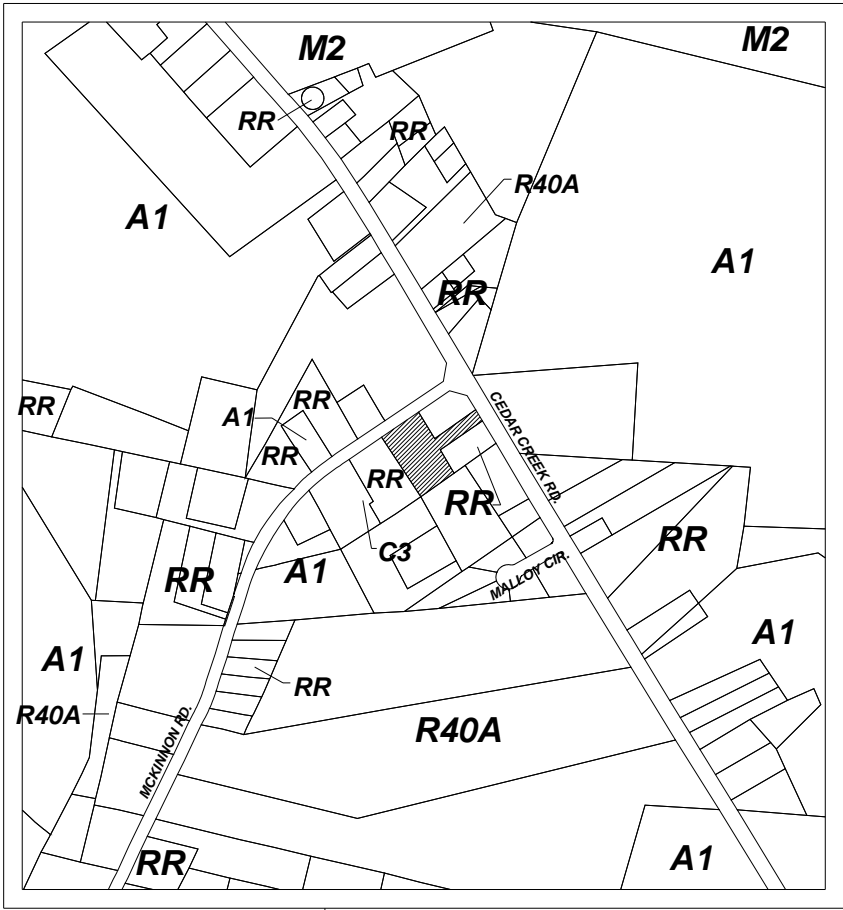 M2
M2
RR
RR
R40A
A1
A1
RR
RR
RR
A1
RR
CEDAR CREEK RD.
RR
RR
RR
C3
MALLOY CIR.
RR
A1
A1
A1
RR
R40A
MCKINNON RD.
R40A
RR
A1